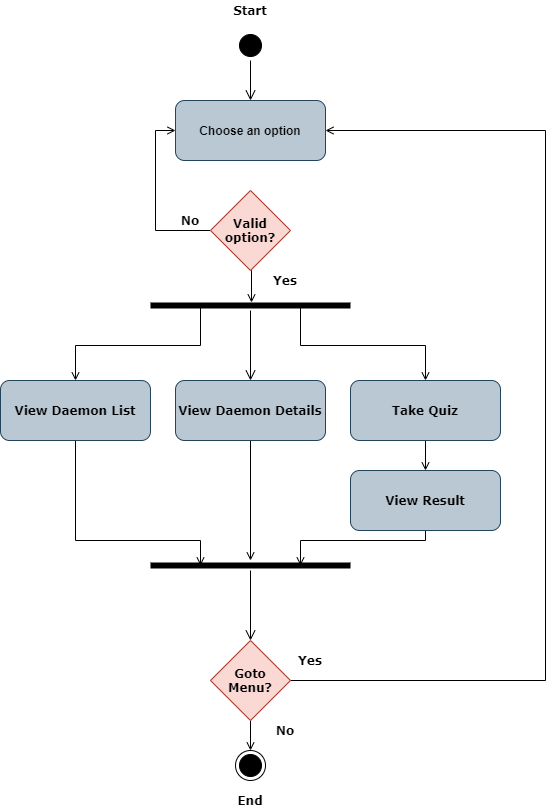 Start
Choose an option
No
Valid
option?
Yes
View Daemon List
View Daemon Details
Take Quiz
View Result
Goto
Menu?
Yes
No
End